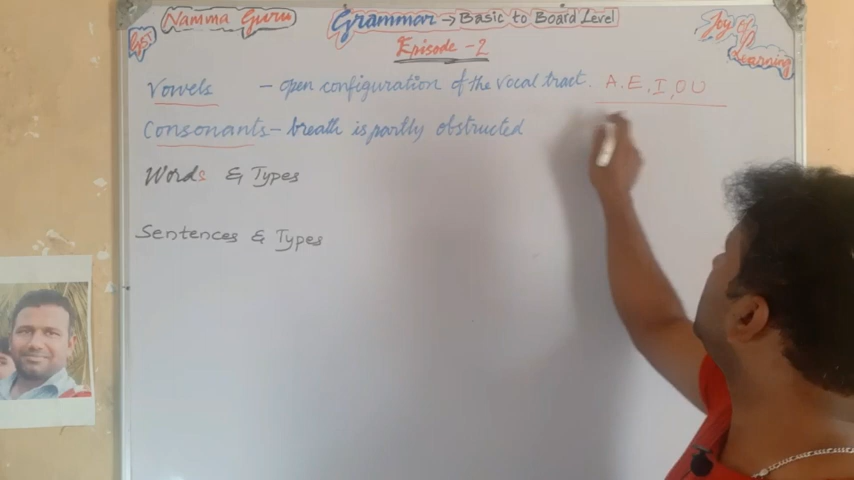 GST Namma Guru Grammar → Basic to Board Level Joy of Learning
Episode - 2
Vowels - open configuration of the vocal tract. A, E, I, O U
Consonants - breath is partly obstructed
Words & Types
Sentences & Types